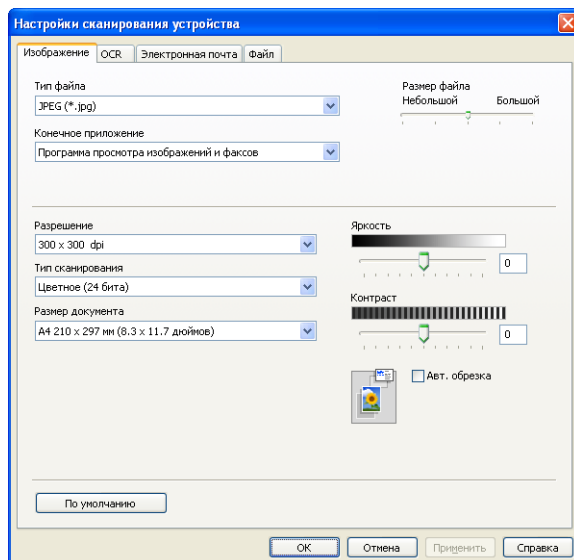 Настройки сканирования устройства
Изображение OCR Электронная почта Файл
Тип файла
JPEG (*.jpg)
Размер файла
Небольшой Большой
Конечное приложение
Программа просмотра изображений и факсов
Разрешение
300 x 300 dpi
Тип сканирования
Цветное (24 бита)
Размер документа
A4 210 x 297 мм (8.3 x 11.7 дюймов)
Яркость
0
Контраст
0
Авт. обрезка
По умолчанию
OK Отмена Применить Справка